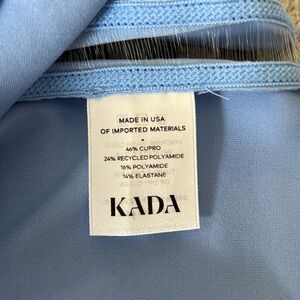 MADE IN USA
OF IMPORTED MATERIALS
•
46% CUPRO
24% RECYCLED POLYAMIDE
16% POLYAMIDE
14% ELASTANE
KADA